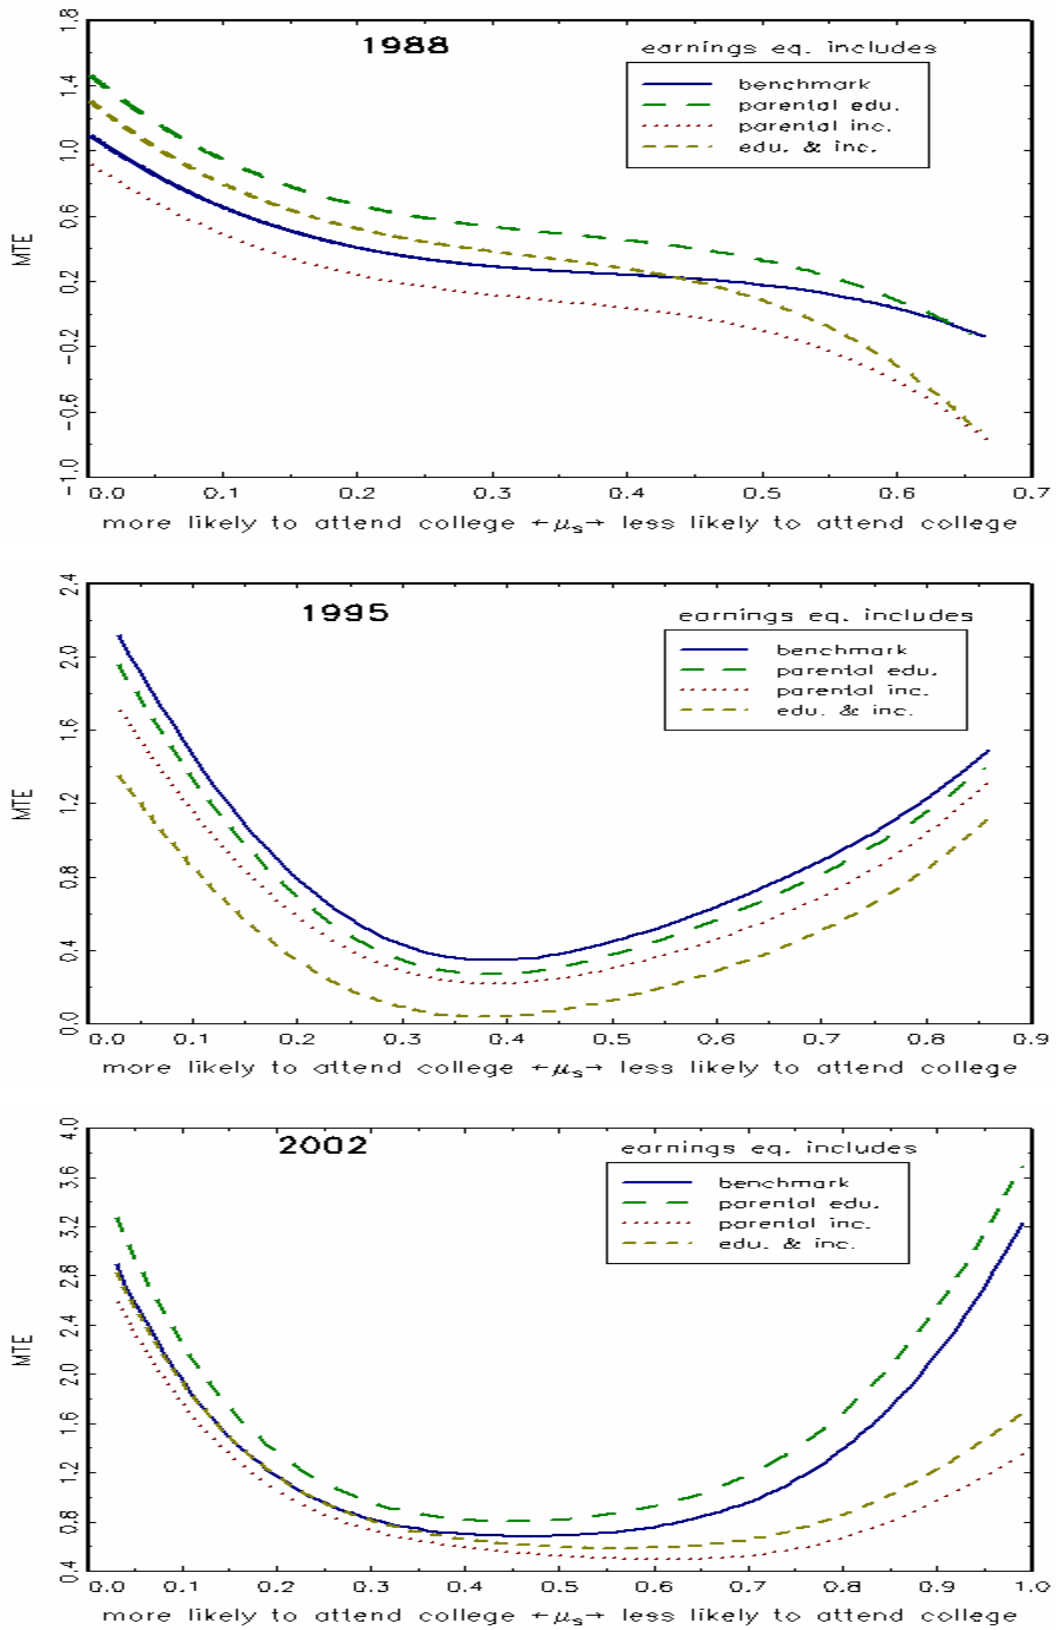 1988
earnings eq. includes
benchmark
parental edu.
parental inc.
edu. & inc.
MTE
1.8
1.4
1.0
0.6
0.2
-0.2
-0.6
-1.0
0.0 0.1 0.2 0.3 0.4 0.5 0.6 0.7
more likely to attend college ←μs→ less likely to attend college
1995
earnings eq. includes
benchmark
parental edu.
parental inc.
edu. & inc.
MTE
2.4
2.0
1.6
1.2
0.8
0.4
0.0
0.0 0.1 0.2 0.3 0.4 0.5 0.6 0.7 0.8 0.9
more likely to attend college ←μs→ less likely to attend college
2002
earnings eq. includes
benchmark
parental edu.
parental inc.
edu. & inc.
MTE
4.0
3.6
3.2
2.8
2.4
2.0
1.6
1.2
0.8
0.4
0.0 0.1 0.2 0.3 0.4 0.5 0.6 0.7 0.8 0.9 1.0
more likely to attend college ←μs→ less likely to attend college